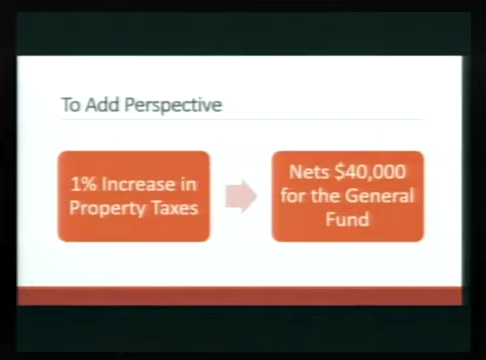 To Add Perspective
1% Increase in
Property Taxes
Nets $40,000
for the General
Fund